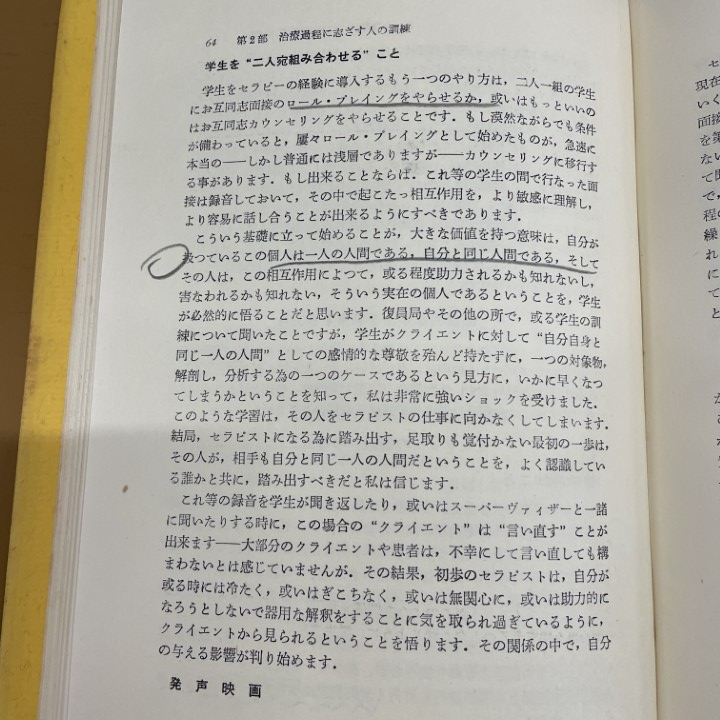 64 第2部 治療過程に志ざす人の訓練
学生を“二人宛組み合わせる”こと
学生をセラピーの経験に導入するもう一つのやり方は，二人一組の学生
にお互同志面接のロール・プレイングをやらせるか，或いはもっといいの
はお互同志カウンセリングをやらせることです．もし漠然ながらでも条件
が備わっていると，屢々ロール・プレイングとして始めたものが，急速に
本当の――しかし普通には浅層でありますが――カウンセリングに移行す
る事があります．もし出来ることならば．これ等の学生の間で行なった面
接は録音しておいて，その中で起こたっ相互作用を，より敏感に理解し，
より容易に話し合うことが出来るようにすべきであります．
こういう基礎に立って始めることが，大きな価値を持つ意味は，自分が
扱つているこの個人は一人の人間である，自分と同じ人間である，そして
その人は，この相互作用によつて，或る程度助力されるかも知れないし，
害なわれるかも知れない，そういう実在の個人であるということを，学生
が必然的に悟ることだと思います．復員局やその他の所で，或る学生の訓
練について聞いたことですが，学生がクライエントに対して“自分自身と
同じ一人の人間”としての感情的な尊敬を殆んど持たずに，一つの対象物，
解剖し，分析する為の一つのケースであるという見方に，いかに早くなつ
てしまうかということを知って，私は非常に強いショックを受けました．
このような学習は，その人をセラピストの仕事に向かなくしてしまいます．
結局，セラピストになる為に踏み出す，足取りも覚付かない最初の一歩は，
その人が，相手も自分と同じ一人の人間だということを，よく認識してい
る誰かと共に，踏み出すべきだと私は信じます．
これ等の録音を学生が聞き返したり，或いはスーパーヴァイザーと一諸
に聞いたりする時に，この場合の“クライエント”は“言い直す”ことが
出来ます――大部分のクライエントや患者は，不幸にして言い直しても構
まわないとは感じていませんが．その結果，初歩のセラピストは，自分が
或る時には冷たく，或いはぎこちなく，或いは無関心に，或いは助力的に
なろうとしないで器用な解釈をすることに気を取られ過ぎているように，
クライエントから見られるということを悟ります．その関係の中で，自分
の与える影響が判り始めます．
発声映画